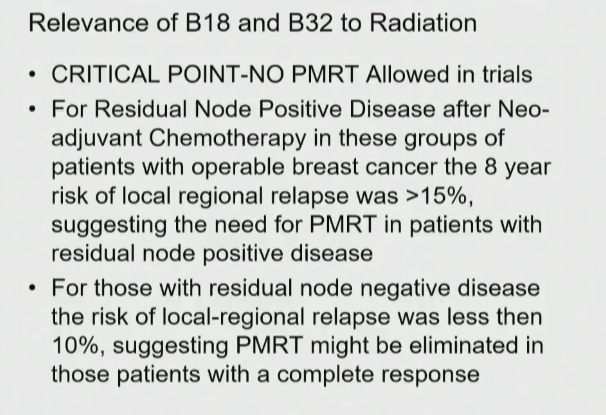 Relevance of B18 and B32 to Radiation
• CRITICAL POINT-NO PMRT Allowed in trials
• For Residual Node Positive Disease after Neo-
adjuvant Chemotherapy in these groups of
patients with operable breast cancer the 8 year
risk of local regional relapse was >15%,
suggesting the need for PMRT in patients with
residual node positive disease
• For those with residual node negative disease
the risk of local-regional relapse was less then
10%, suggesting PMRT might be eliminated in
those patients with a complete response